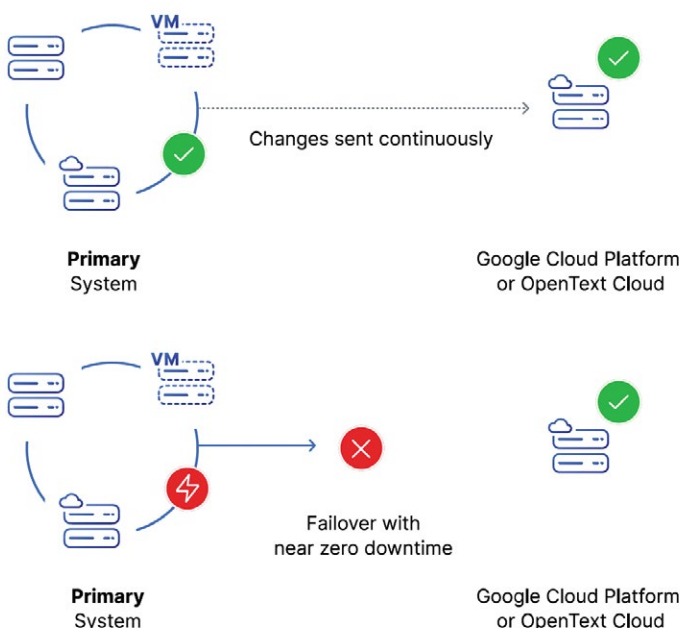 VM
Changes sent continuously
Primary
System
Google Cloud Platform
or OpenText Cloud
VM
Failover with
near zero downtime
Primary
System
Google Cloud Platform
or OpenText Cloud